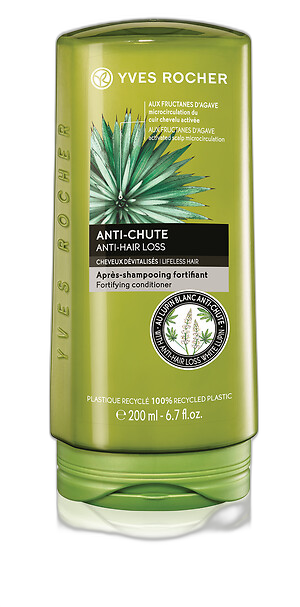 YVES ROCHER
AUX FRUCTANES D'AGAVE
microcirculation du
cuir chevelu activée
AUX FRUCTANES D'AGAVE
activated scalp microcirculation
ANTI-CHUTE
ANTI-HAIR LOSS
CHEVEUX DÉVITALISÉS | LIFELESS HAIR
Après-shampooing fortifiant
Fortifying conditioner
AU LUPIN BLANC ANTI-CHUTE
WITH ANTI-HAIR LOSS WHITE LUPIN
PLASTIQUE RECYCLÉ 100% RECYCLED PLASTIC
e 200 ml - 6.7 fl.oz.
YVES ROCHER